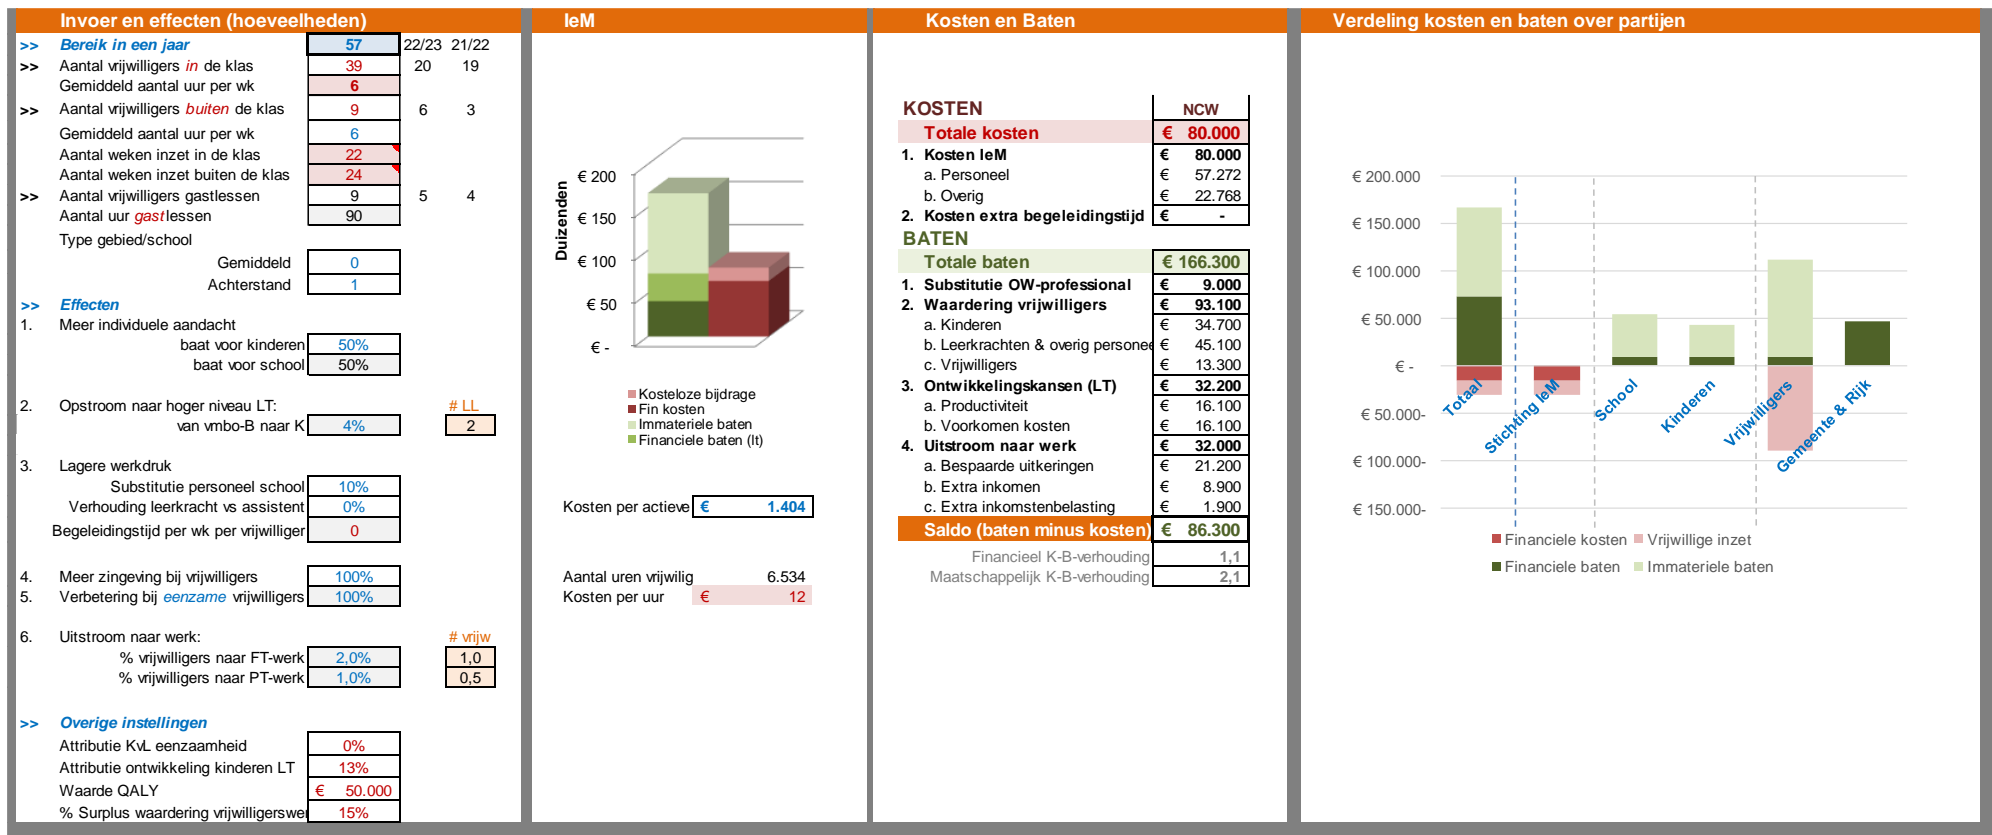 Invoer en effecten (hoeveelheden)
>> Bereik in een jaar 57 22/23 21/22
>> Aantal vrijwilligers in de klas 39 20 19
Gemiddeld aantal uur per wk 6
>> Aantal vrijwilligers buiten de klas 9 6 3
Gemiddeld aantal uur per wk 6
Aantal weken inzet in de klas 22
Aantal weken inzet buiten de klas 24
>> Aantal vrijwilligers gastlessen 9 5 4
Aantal uur gastlessen 90
Type gebied/school
Gemiddeld 0
Achterstand 1
>> Effecten
1. Meer individuele aandacht
baat voor kinderen 50%
baat voor school 50%
2. Opstroom naar hoger niveau LT: # LL
van vmbo-B naar K 4% 2
3. Lagere werkdruk
Substitutie personeel school 10%
Verhouding leerkracht vs assistent 0%
Begeleidingstijd per wk per vrijwilliger 0
4. Meer zingeving bij vrijwilligers 100%
5. Verbetering bij eenzame vrijwilligers 100%
6. Uitstroom naar werk: # vrijw
% vrijwilligers naar FT-werk 2,0% 1,0
% vrijwilligers naar PT-werk 1,0% 0,5
>> Overige instellingen
Attributie KvL eenzaamheid 0%
Attributie ontwikkeling kinderen LT 13%
Waarde QALY € 50.000
% Surplus waardering vrijwilligerswer 15%
IeM
Duizenden
€ 200
€ 150
€ 100
€ 50
€ -
Kosteloze bijdrage
Fin kosten
Immateriele baten
Financiele baten (lt)
Kosten per actieve € 1.404
Aantal uren vrijwilig 6.534
Kosten per uur € 12
Kosten en Baten
KOSTEN NCW
Totale kosten € 80.000
1. Kosten IeM € 80.000
a. Personeel € 57.272
b. Overig € 22.768
2. Kosten extra begeleidingstijd € -
BATEN
Totale baten € 166.300
1. Substitutie OW-professional € 9.000
2. Waardering vrijwilligers € 93.100
a. Kinderen € 34.700
b. Leerkrachten & overig personee € 45.100
c. Vrijwilligers € 13.300
3. Ontwikkelingskansen (LT) € 32.200
a. Productiviteit € 16.100
b. Voorkomen kosten € 16.100
4. Uitstroom naar werk € 32.000
a. Bespaarde uitkeringen € 21.200
b. Extra inkomen € 8.900
c. Extra inkomstenbelasting € 1.900
Saldo (baten minus kosten) € 86.300
Financieel K-B-verhouding 1,1
Maatschappelijk K-B-verhouding 2,1
Verdeling kosten en baten over partijen
€ 200.000
€ 150.000
€ 100.000
€ 50.000
€ -
€ 50.000-
€ 100.000-
€ 150.000-
Totaal
Stichting IeM
School
Kinderen
Vrijwilligers
Gemeente & Rijk
Financiele kosten Vrijwillige inzet
Financiele baten Immateriele baten